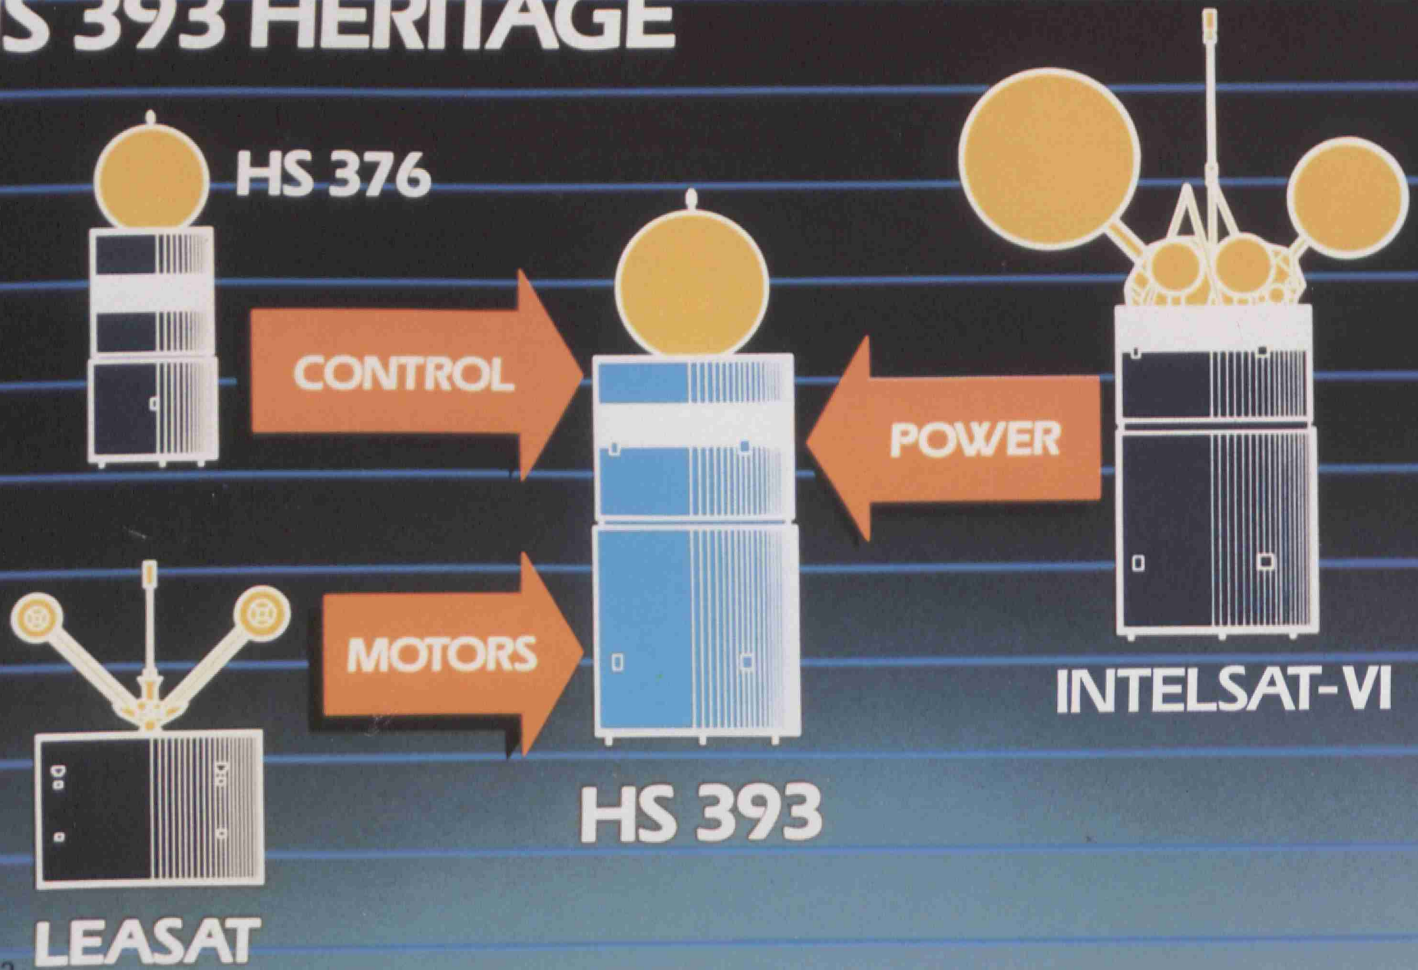 S 393 HERITAGE
HS 376
CONTROL
POWER
MOTORS
INTELSAT-VI
HS 393
LEASAT